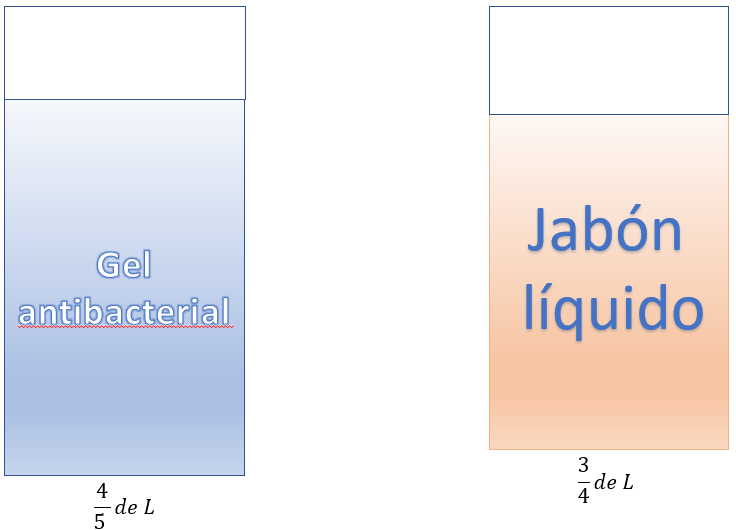 Gel
antibacterial
4/5 de L
Jabón
líquido
3/4 de L